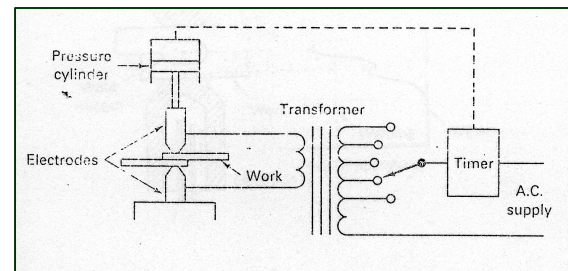 Pressure
cylinder
Transformer
Electrodes
Work
Timer
A.C.
supply